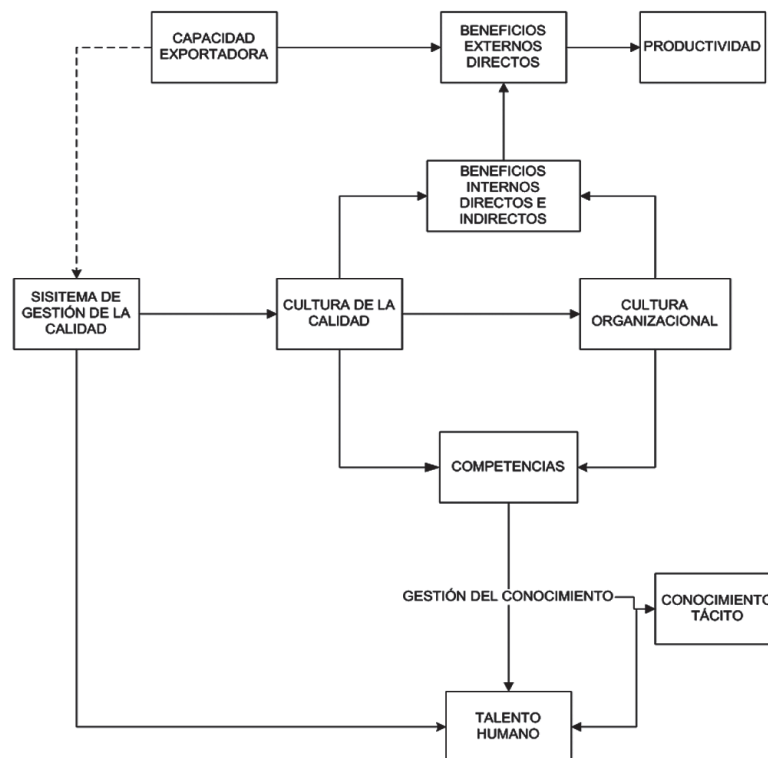 CAPACIDAD
EXPORTADORA
BENEFICIOS
EXTERNOS
DIRECTOS
PRODUCTIVIDAD
BENEFICIOS
INTERNOS
DIRECTOS E
INDIRECTOS
SISITEMA DE
GESTIÓN DE LA
CALIDAD
CULTURA DE LA
CALIDAD
CULTURA
ORGANIZACIONAL
COMPETENCIAS
GESTIÓN DEL CONOCIMIENTO
CONOCIMIENTO
TÁCITO
TALENTO
HUMANO